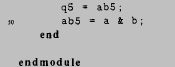 q5 = ab5;
50 ab5 = a & b;
end
endmodule